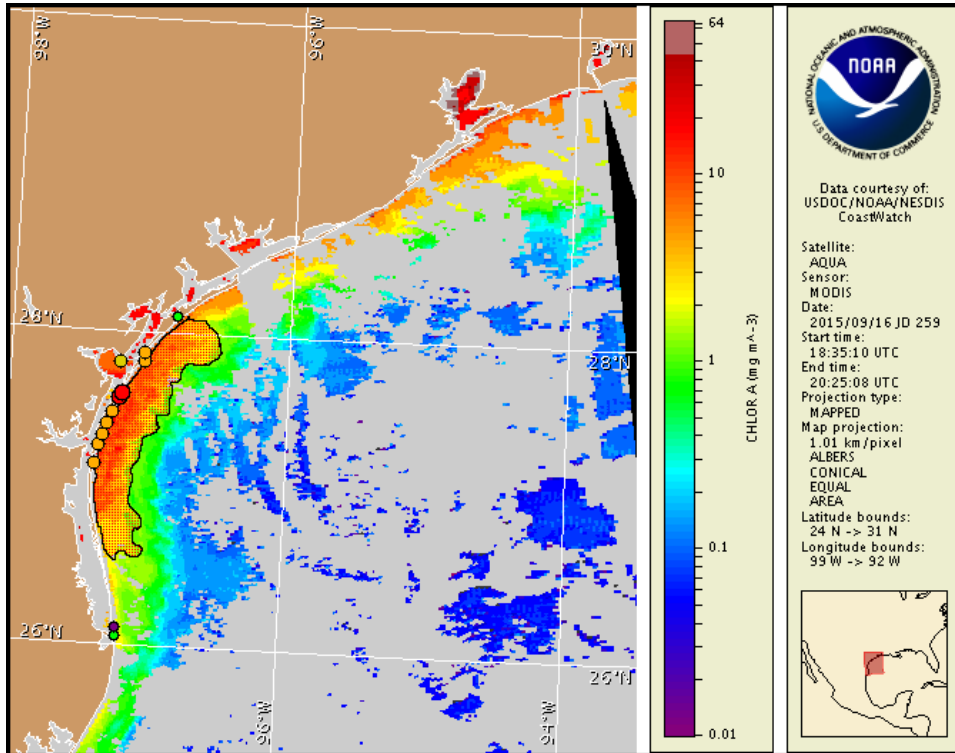 98°W
96°W
30°N
28°N
28°N
26°N
26°N
96°W
94°W
64
10
1
0.1
0.01
CHLOR A (mg m^-3)
NATIONAL OCEANIC AND ATMOSPHERIC ADMINISTRATION
NOAA
U.S. DEPARTMENT OF COMMERCE
Data courtesy of:
USDOC/NOAA/NESDIS
CoastWatch
Satellite:
AQUA
Sensor:
MODIS
Date:
2015/09/16 JD 259
Start time:
18:35:10 UTC
End time:
20:25:08 UTC
Projection type:
MAPPED
Map projection:
1.01 km/pixel
ALBERS
CONICAL
EQUAL
AREA
Latitude bounds:
24 N -> 31 N
Longitude bounds:
99 W -> 92 W